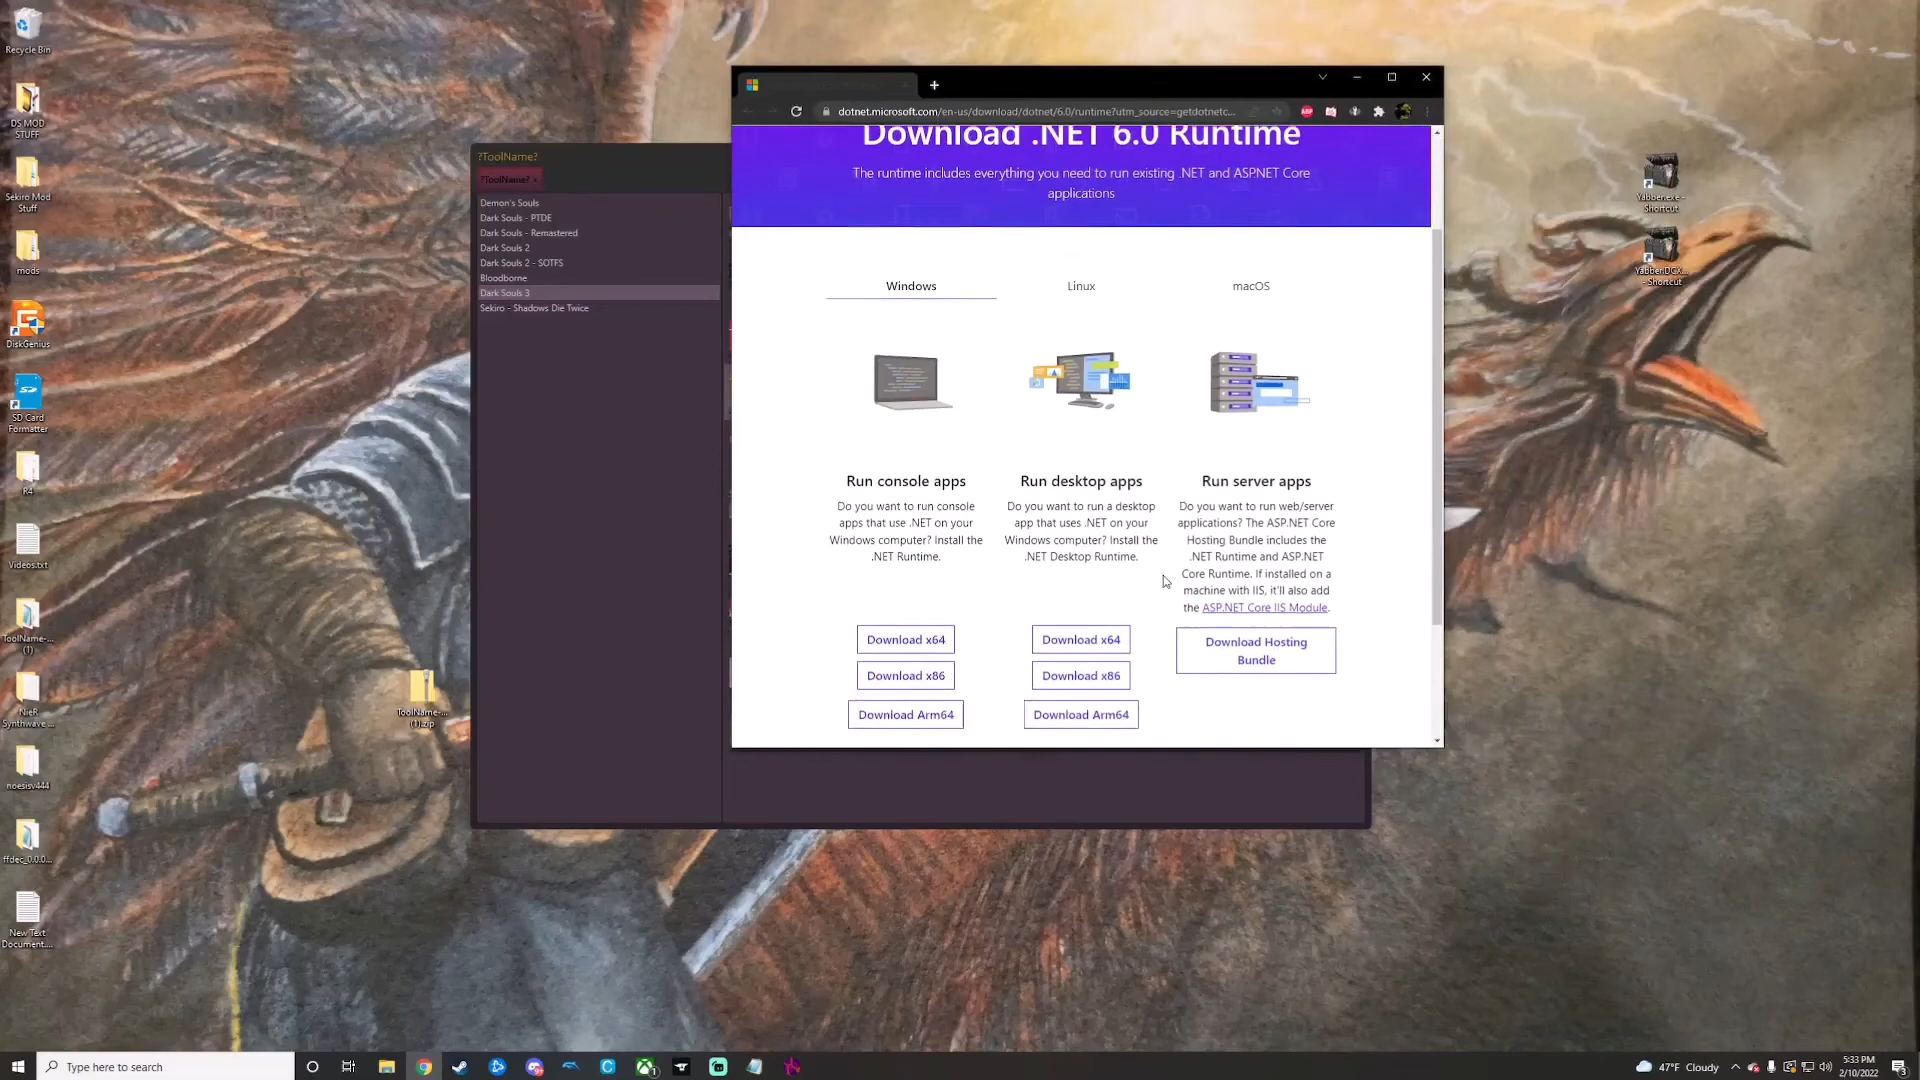 Recycle Bin
DS MOD
STUFF
Sekiro Mod
Stuff
mods
DiskGenius
SD Card
Formatter
R4
Videos.txt
ToolName-...
(1)
NieR
Synthwave ...
noesisv444
ffdec_0.0.0...
New Text
Document....
ToolName-...
(1).zip
?ToolName?
?ToolName? ×
Demon's Souls
Dark Souls - PTDE
Dark Souls - Remastered
Dark Souls 2
Dark Souls 2 - SOTFS
Bloodborne
Dark Souls 3
Sekiro - Shadows Die Twice
dotnet.microsoft.com/en-us/download/dotnet/6.0/runtime?utm_source=getdotnetc...
ABP
Download .NET 6.0 Runtime
The runtime includes everything you need to run existing .NET and ASP.NET Core
applications
Windows
Linux
macOS
Run console apps
Do you want to run console
apps that use .NET on your
Windows computer? Install the
.NET Runtime.
Download x64
Download x86
Download Arm64
Run desktop apps
Do you want to run a desktop
app that uses .NET on your
Windows computer? Install the
.NET Desktop Runtime.
Download x64
Download x86
Download Arm64
Run server apps
Do you want to run web/server
applications? The ASP.NET Core
Hosting Bundle includes the
.NET Runtime and ASP.NET
Core Runtime. If installed on a
machine with IIS, it'll also add
the ASP.NET Core IIS Module.
Download Hosting
Bundle
Yabber.exe -
Shortcut
Yabber.DCX...
- Shortcut
Type here to search
47°F Cloudy
5:33 PM
2/10/2022